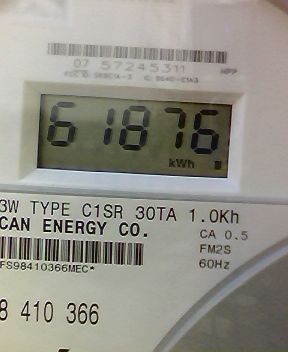 07 57245311
61876
kWh
3W TYPE C1SR 30TA 1.0Kh
CAN ENERGY CO.
CA 0.5
FM2S
FS98410366MEC*
60Hz
8 410 366